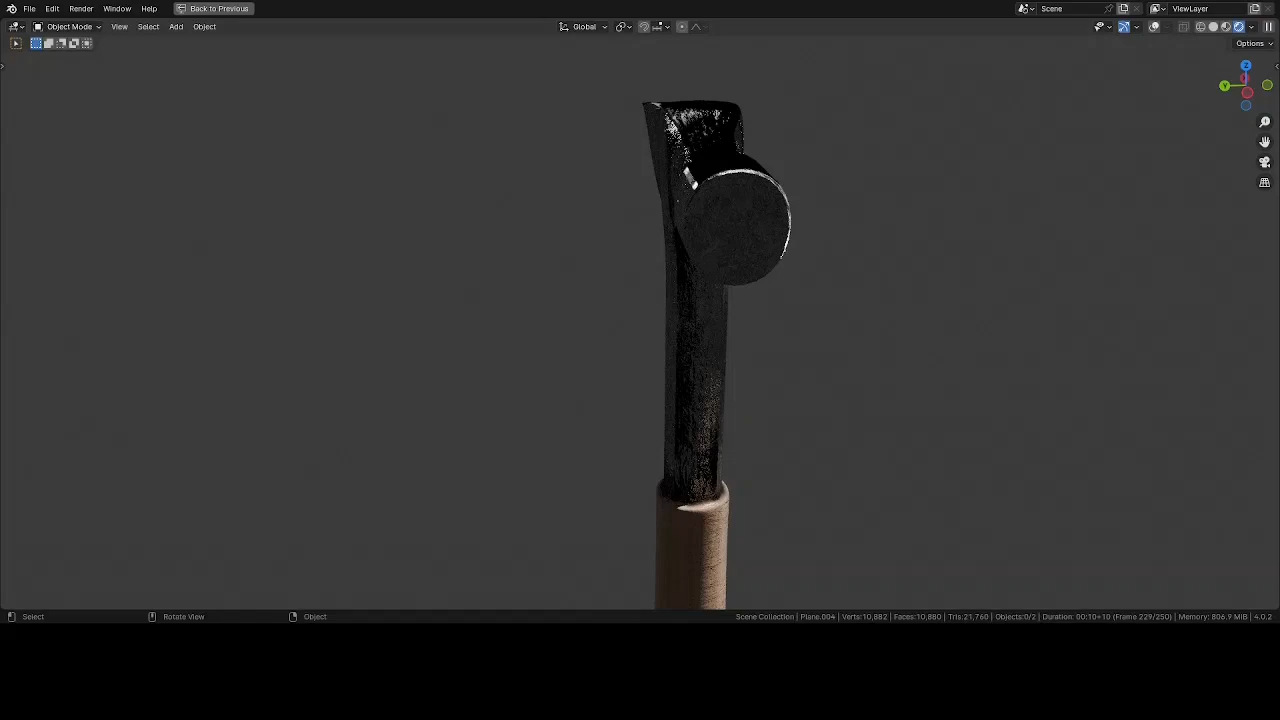 File Edit Render Window Help Back to Previous Scene ViewLayer
Object Mode View Select Add Object Global
Options
Z
Y
Select Rotate View Object Scene Collection | Plane.004 | Verts:10,882 | Faces:10,880 | Tris:21,760 | Objects:0/2 | Duration: 00:10+10 (Frame 229/250) | Memory: 806.9 MiB | 4.0.2